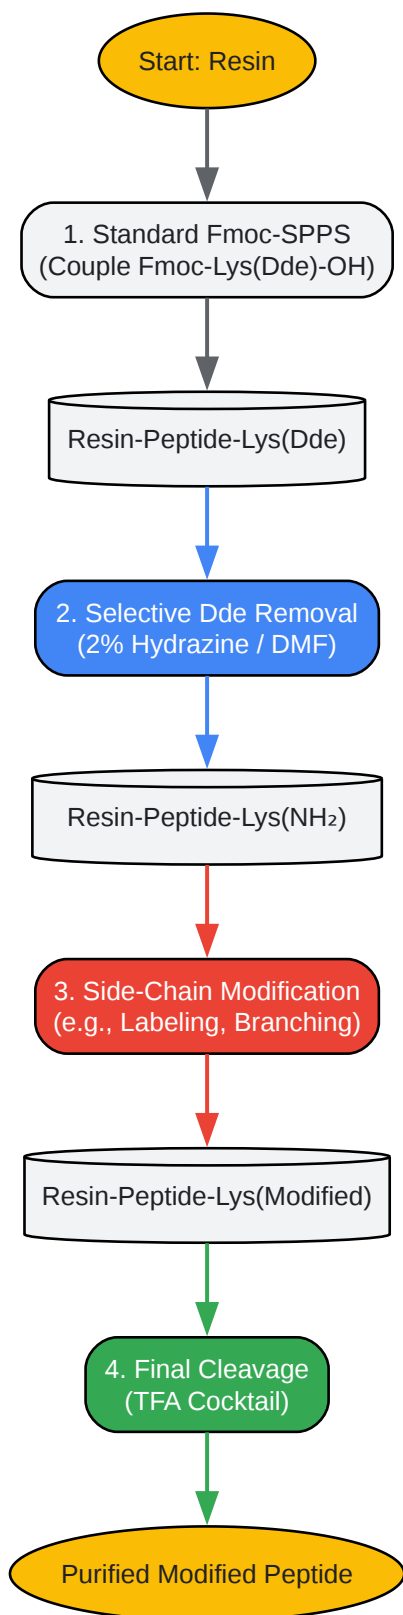 Start: Resin
1. Standard Fmoc-SPPS
(Couple Fmoc-Lys(Dde)-OH)
Resin-Peptide-Lys(Dde)
2. Selective Dde Removal
(2% Hydrazine / DMF)
Resin-Peptide-Lys(NH₂)
3. Side-Chain Modification
(e.g., Labeling, Branching)
Resin-Peptide-Lys(Modified)
4. Final Cleavage
(TFA Cocktail)
Purified Modified Peptide